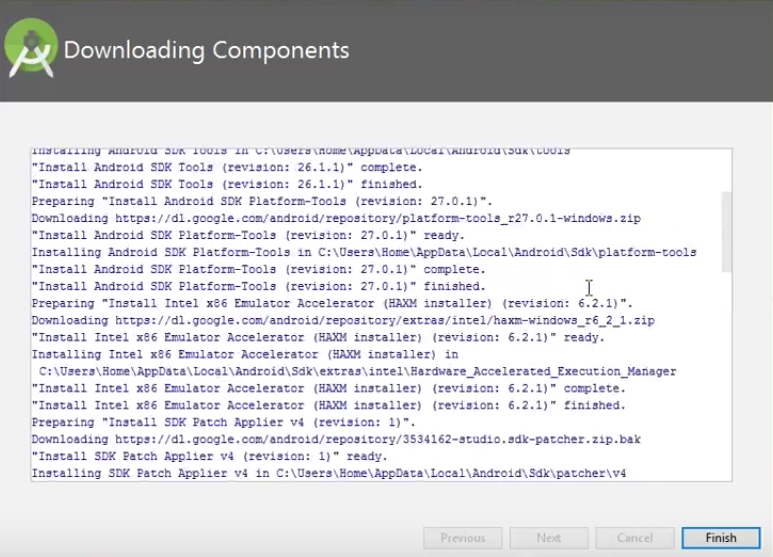 Downloading Components
Installing Android SDK Tools in C:\Users\Home\AppData\Local\Android\Sdk\tools
"Install Android SDK Tools (revision: 26.1.1)" complete.
"Install Android SDK Tools (revision: 26.1.1)" finished.
Preparing "Install Android SDK Platform-Tools (revision: 27.0.1)".
Downloading https://dl.google.com/android/repository/platform-tools_r27.0.1-windows.zip
"Install Android SDK Platform-Tools (revision: 27.0.1)" ready.
Installing Android SDK Platform-Tools in C:\Users\Home\AppData\Local\Android\Sdk\platform-tools
"Install Android SDK Platform-Tools (revision: 27.0.1)" complete.
"Install Android SDK Platform-Tools (revision: 27.0.1)" finished.
Preparing "Install Intel x86 Emulator Accelerator (HAXM installer) (revision: 6.2.1)".
Downloading https://dl.google.com/android/repository/extras/intel/haxm-windows_r6_2_1.zip
"Install Intel x86 Emulator Accelerator (HAXM installer) (revision: 6.2.1)" ready.
Installing Intel x86 Emulator Accelerator (HAXM installer) in
C:\Users\Home\AppData\Local\Android\Sdk\extras\intel\Hardware_Accelerated_Execution_Manager
"Install Intel x86 Emulator Accelerator (HAXM installer) (revision: 6.2.1)" complete.
"Install Intel x86 Emulator Accelerator (HAXM installer) (revision: 6.2.1)" finished.
Preparing "Install SDK Patch Applier v4 (revision: 1)".
Downloading https://dl.google.com/android/repository/3534162-studio.sdk-patcher.zip.bak
"Install SDK Patch Applier v4 (revision: 1)" ready.
Installing SDK Patch Applier v4 in C:\Users\Home\AppData\Local\Android\Sdk\patcher\v4
Previous Next Cancel Finish